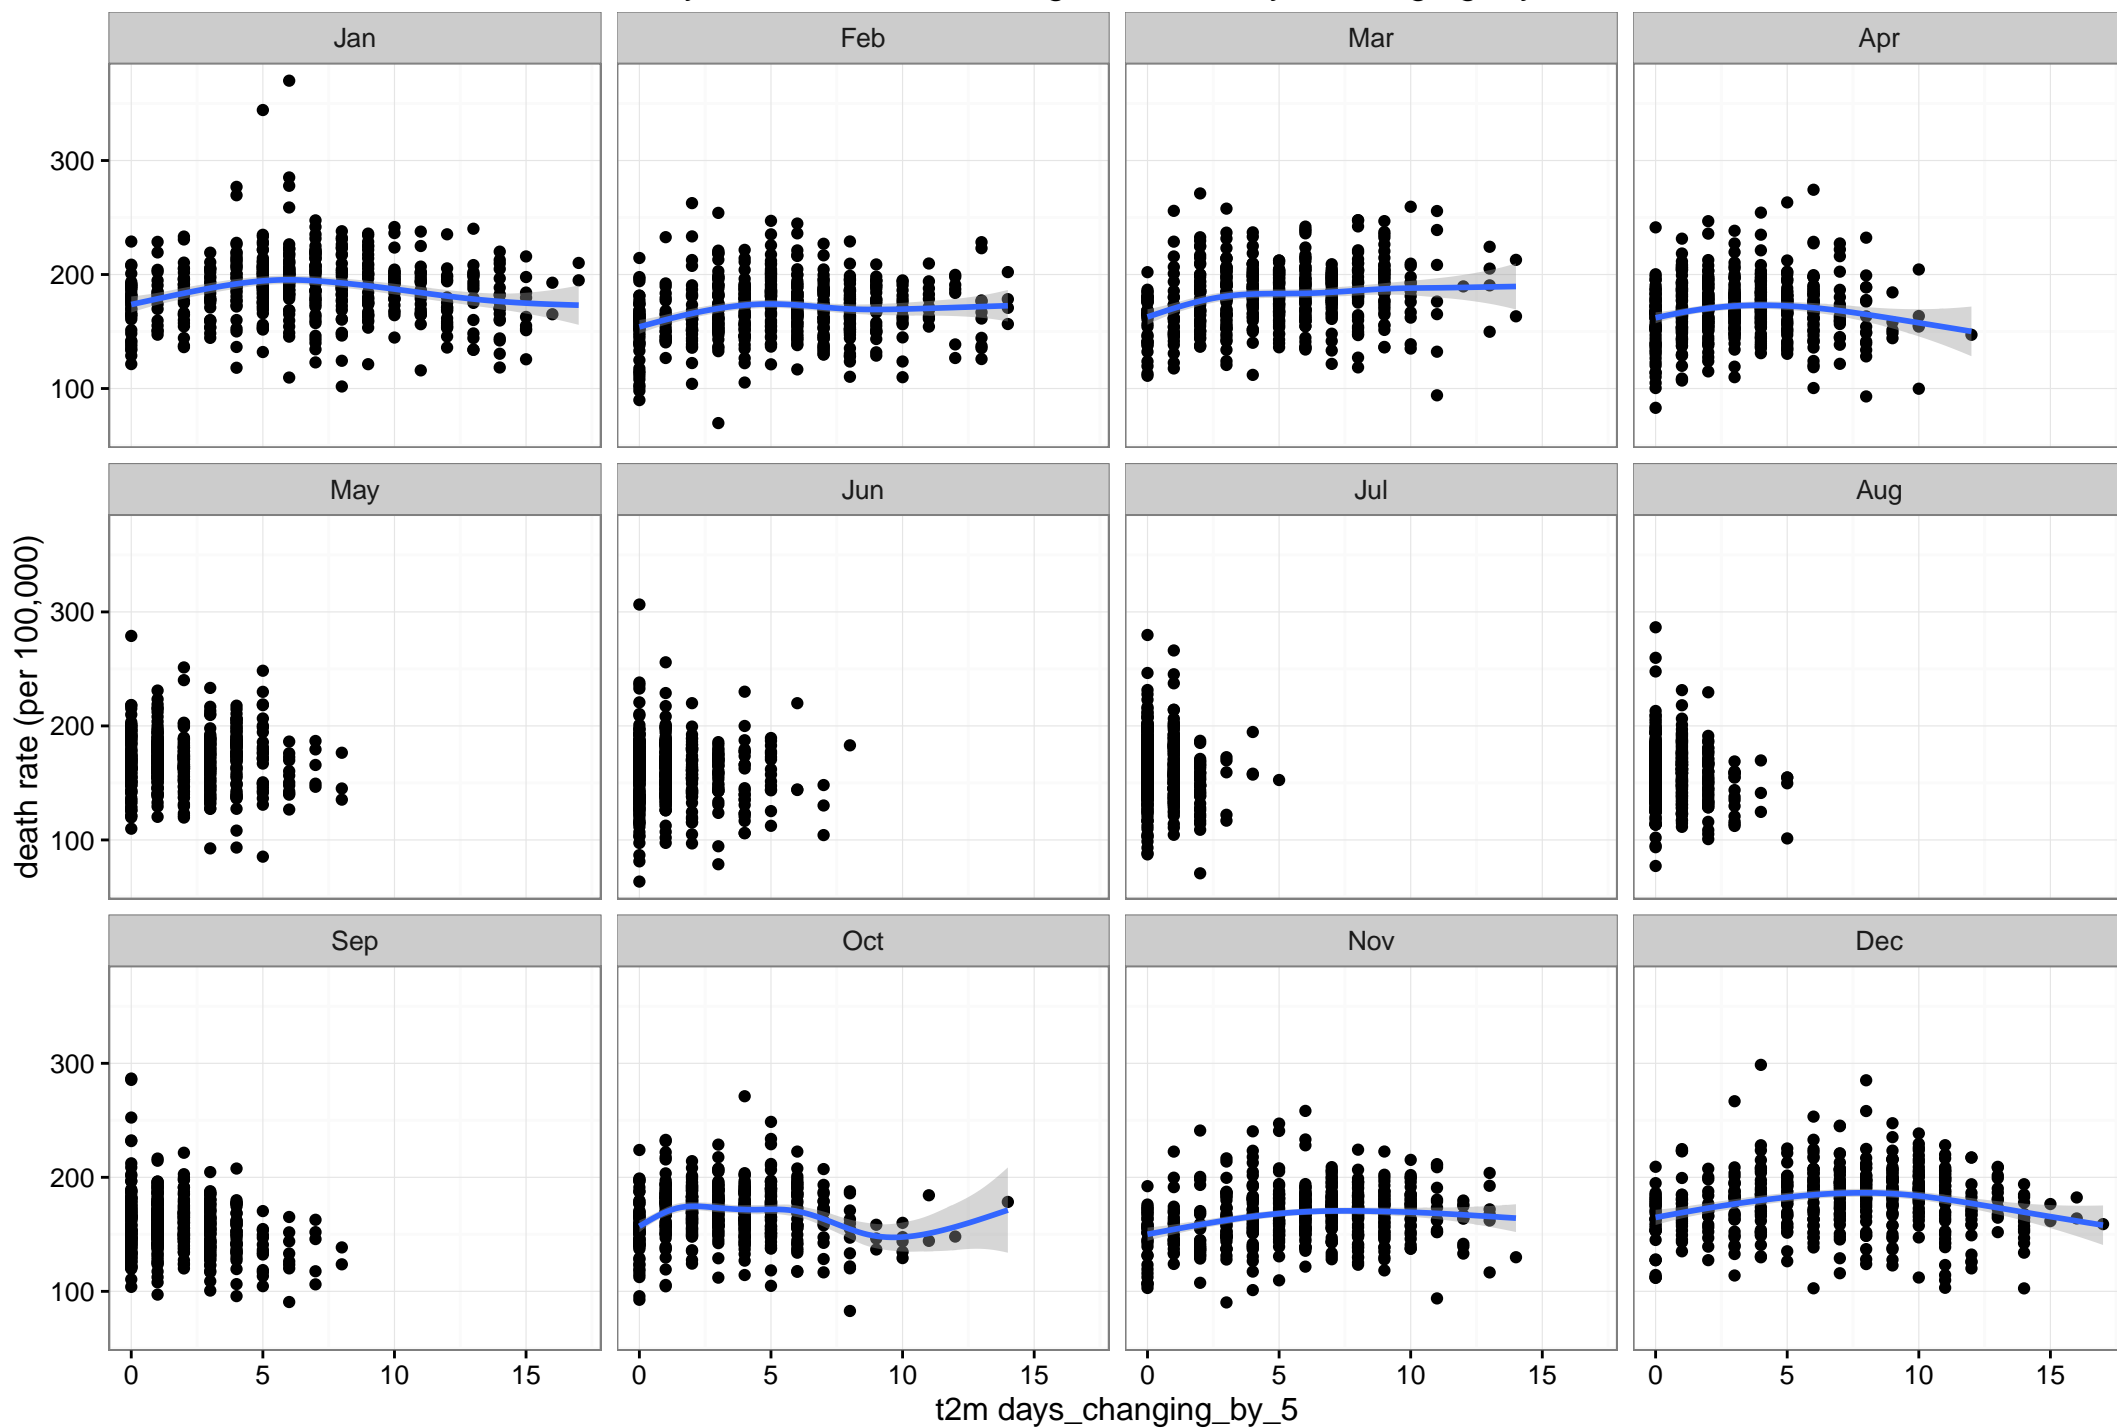 Jan Feb Mar Apr
300
200
100
May Jun Jul Aug
death rate (per 100,000)
300
200
100
Sep Oct Nov Dec
300
200
100
0 5 10 15 0 5 10 15 0 5 10 15 0 5 10 15
t2m days_changing_by_5